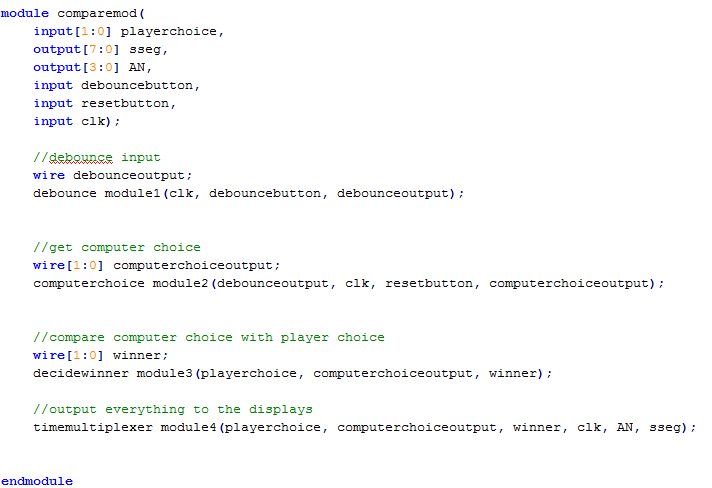 module comparemod(
    input[1:0] playerchoice,
    output[7:0] sseg,
    output[3:0] AN,
    input debouncebutton,
    input resetbutton,
    input clk);
    //debounce input
    wire debounceoutput;
    debounce module1(clk, debouncebutton, debounceoutput);
    //get computer choice
    wire[1:0] computerchoiceoutput;
    computerchoice module2(debounceoutput, clk, resetbutton, computerchoiceoutput);
    //compare computer choice with player choice
    wire[1:0] winner;
    decidewinner module3(playerchoice, computerchoiceoutput, winner);
    //output everything to the displays
    timemultiplexer module4(playerchoice, computerchoiceoutput, winner, clk, AN, sseg);
endmodule